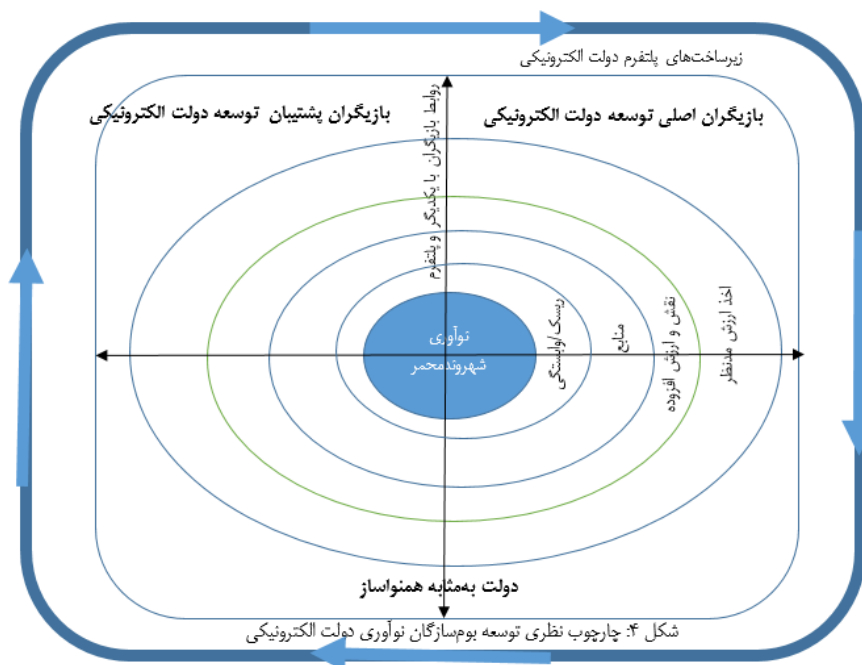 زیرساخت‌های پلتفرم دولت الکترونیکی
بازیگران اصلی توسعه دولت الکترونیکی
بازیگران پشتیبان توسعه دولت الکترونیکی
روابط بازیگران با یکدیگر و پلتفرم
نوآوری
شهروندمحمر
ریسک/وابستگی
منابع
نقش و ارزش افزوده
اخذ ارزش مدنظر
دولت به‌مثابه همنواساز
شکل ۴: چارچوب نظری توسعه بوم‌سازگان نوآوری دولت الکترونیکی